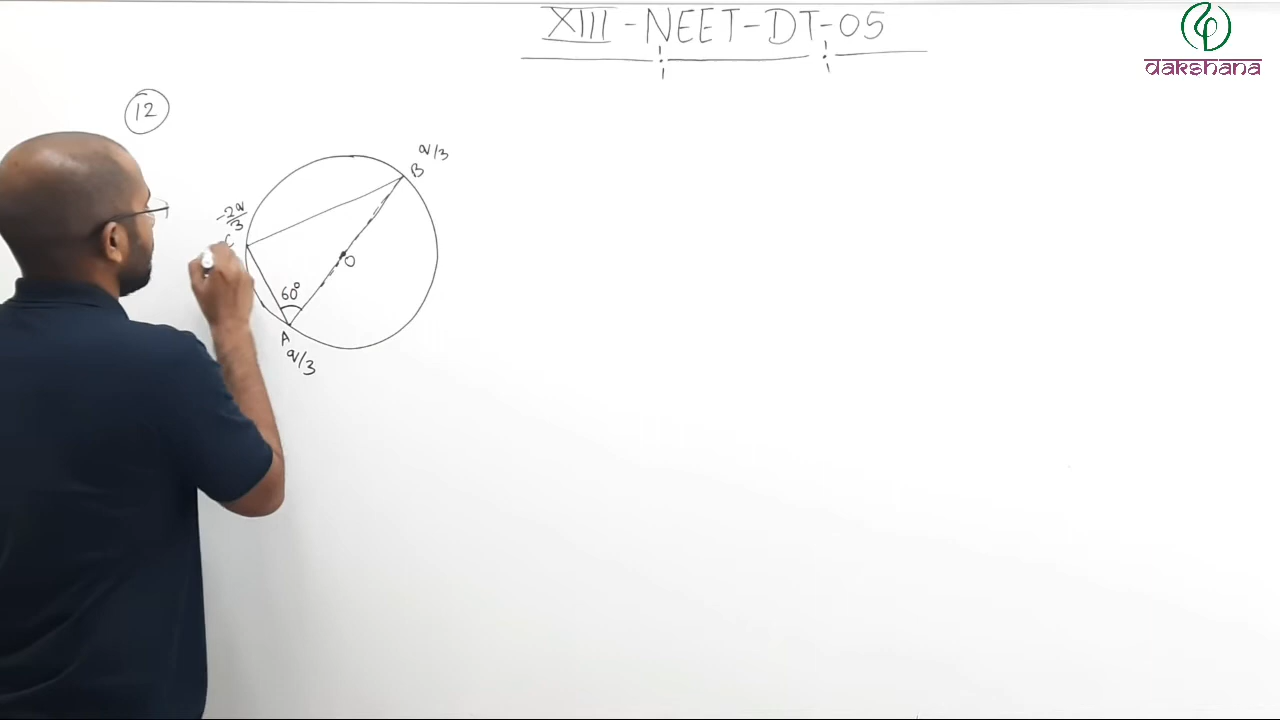 XIII - NEET - DT - 05
dakshana
12
q/3
B
-2q/3
C
O
60°
A
q/3